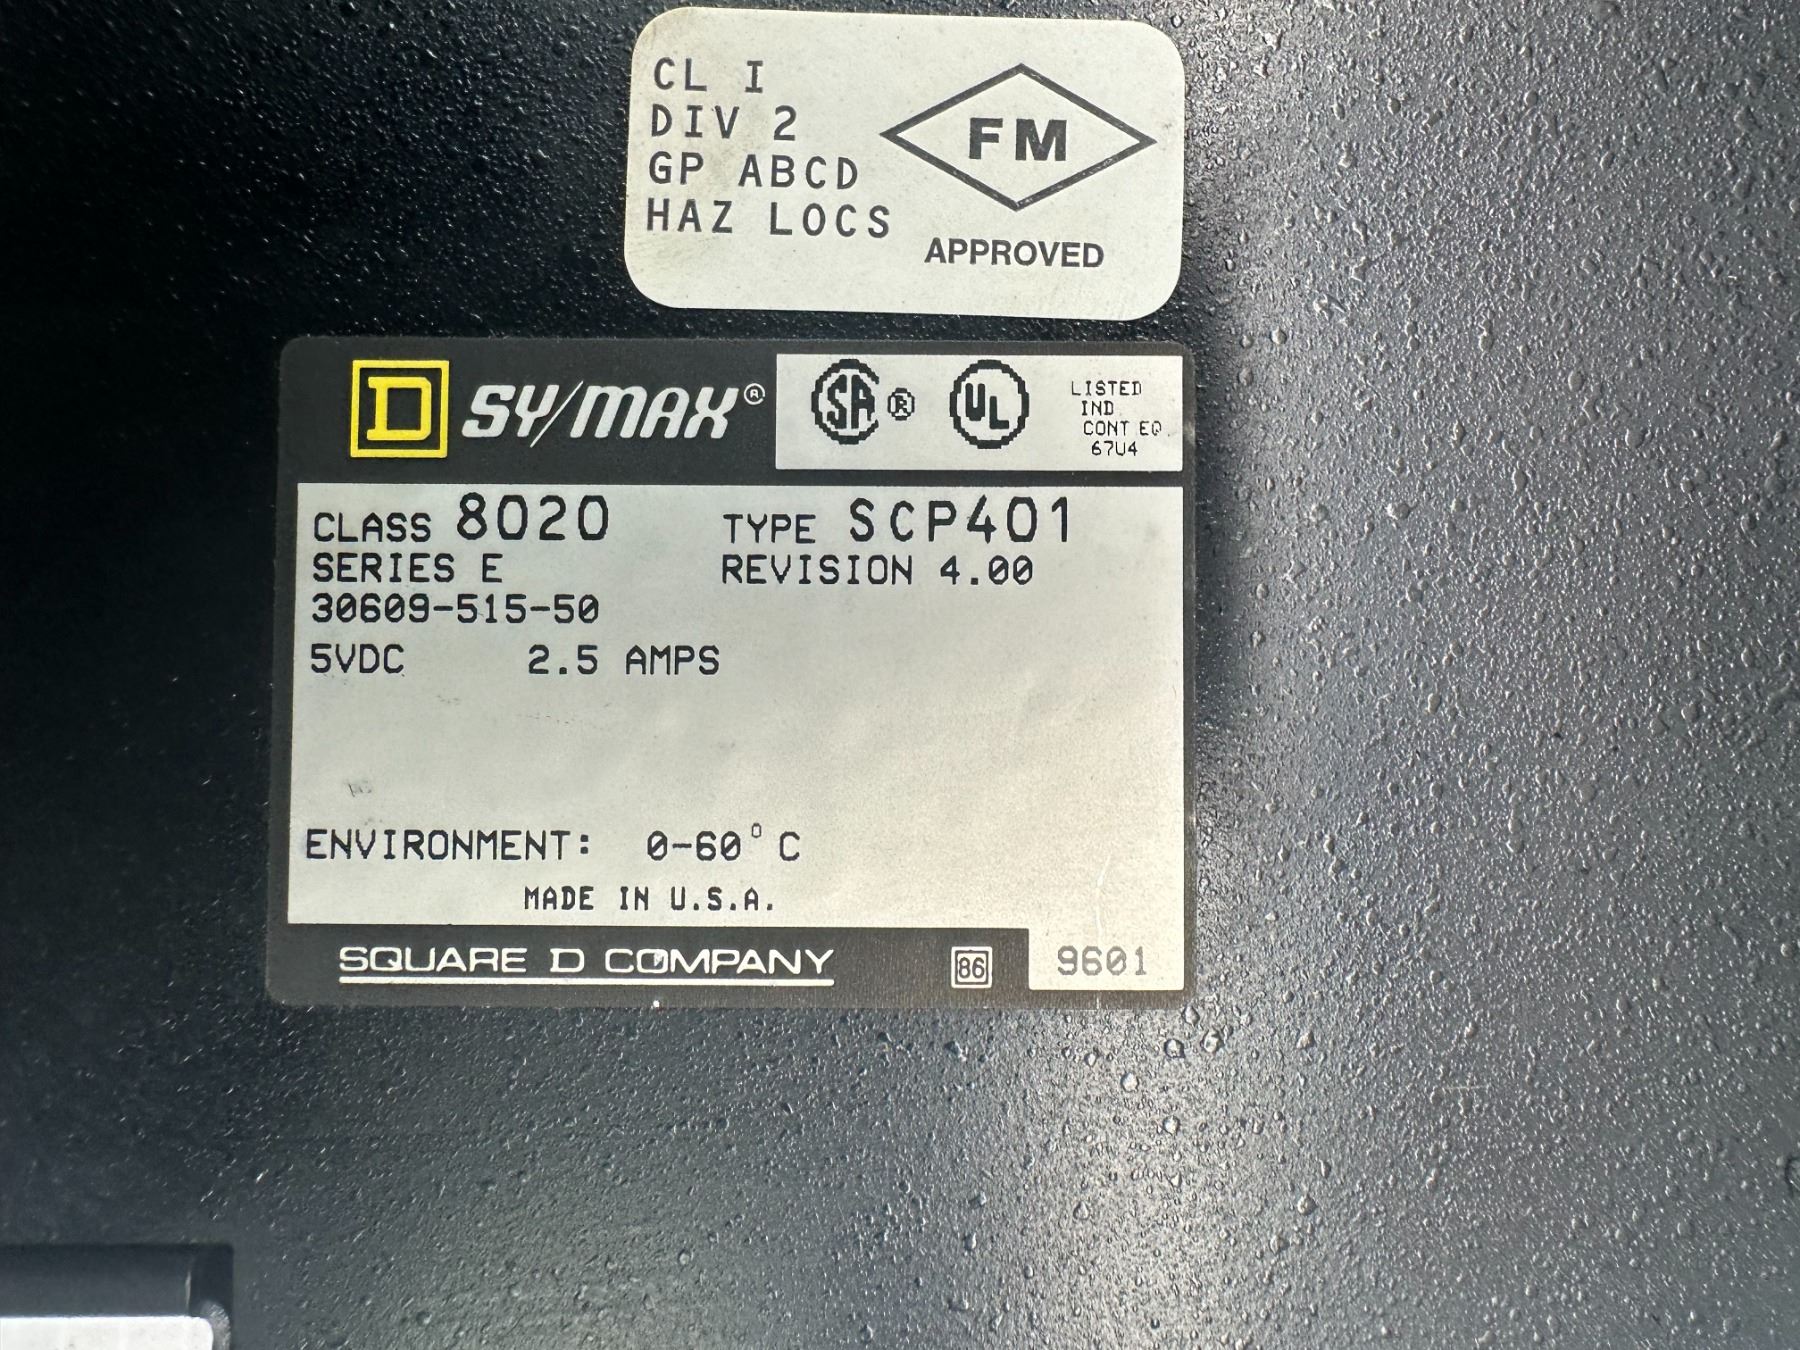 CL I
DIV 2
GP ABCD
HAZ LOCS
FM
APPROVED
D SY/MAX®
SA ® UL
LISTED
IND
CONT EQ
67U4
CLASS 8020 TYPE SCP401
SERIES E REVISION 4.00
30609-515-50
5VDC 2.5 AMPS
ENVIRONMENT: 0-60° C
MADE IN U.S.A.
SQUARE D COMPANY 86 9601